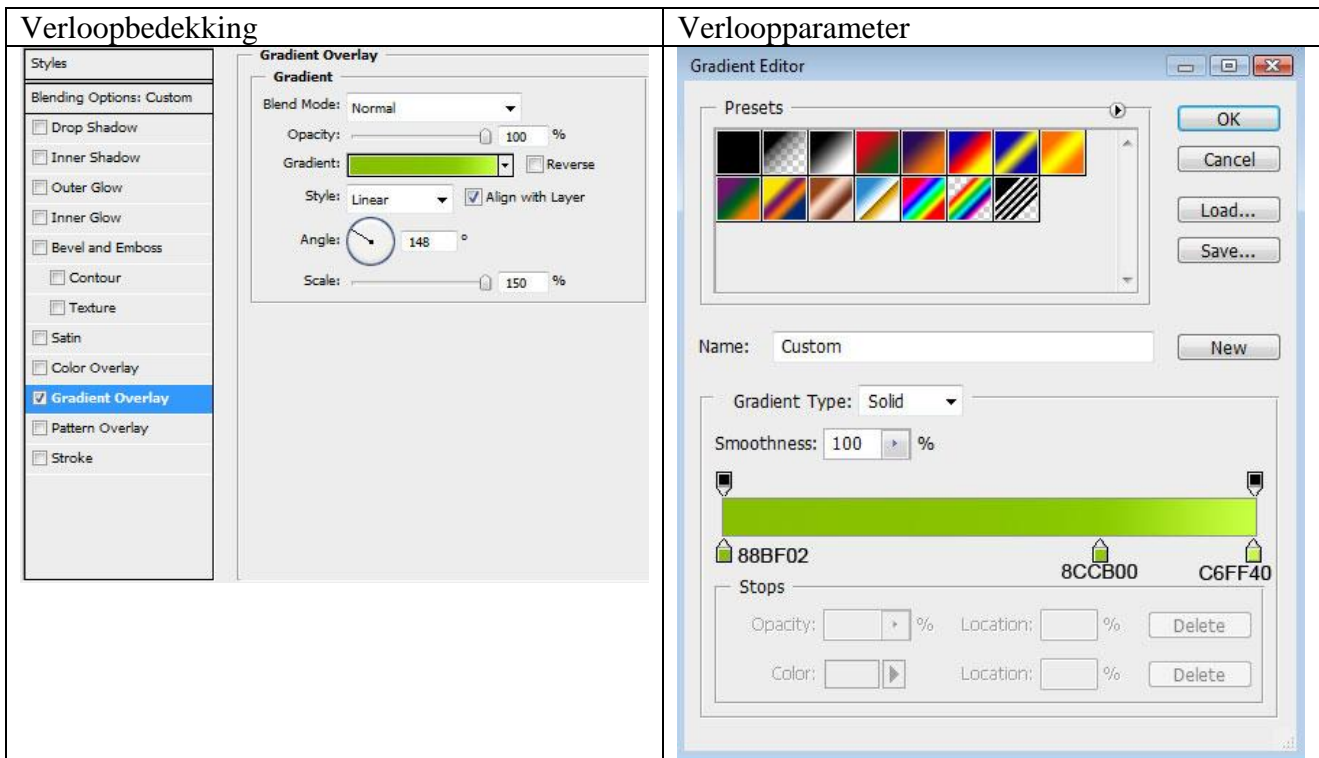 Verloopbedekking
Styles
Blending Options: Custom
Drop Shadow
Inner Shadow
Outer Glow
Inner Glow
Bevel and Emboss
Contour
Texture
Satin
Color Overlay
Gradient Overlay
Pattern Overlay
Stroke
Gradient Overlay
Gradient
Blend Mode: Normal
Opacity: 100 %
Gradient: Reverse
Style: Linear Align with Layer
Angle: 148 °
Scale: 150 %
Verloopparameter
Gradient Editor
Presets
OK
Cancel
Load...
Save...
Name: Custom New
Gradient Type: Solid
Smoothness: 100 %
88BF02 8CCB00 C6FF40
Stops
Opacity: % Location: % Delete
Color: Location: % Delete